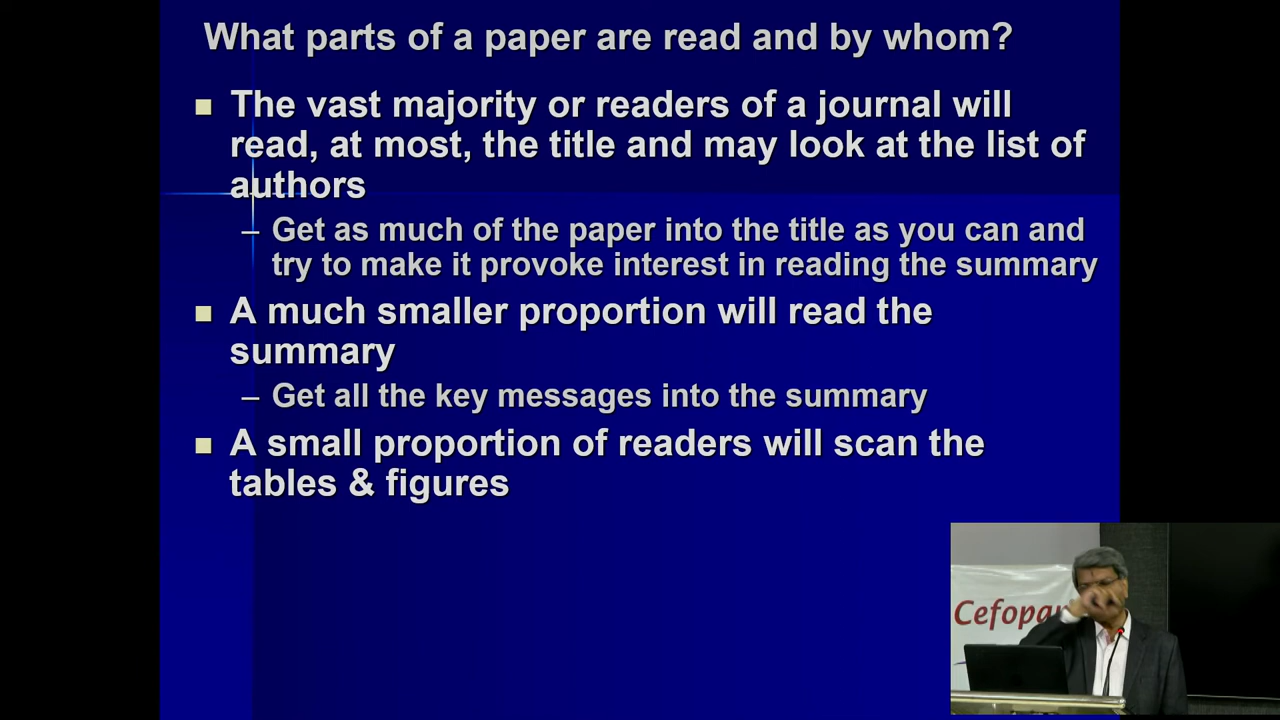 What parts of a paper are read and by whom?
■ The vast majority or readers of a journal will
read, at most, the title and may look at the list of
authors
– Get as much of the paper into the title as you can and
try to make it provoke interest in reading the summary
■ A much smaller proportion will read the
summary
– Get all the key messages into the summary
■ A small proportion of readers will scan the
tables & figures